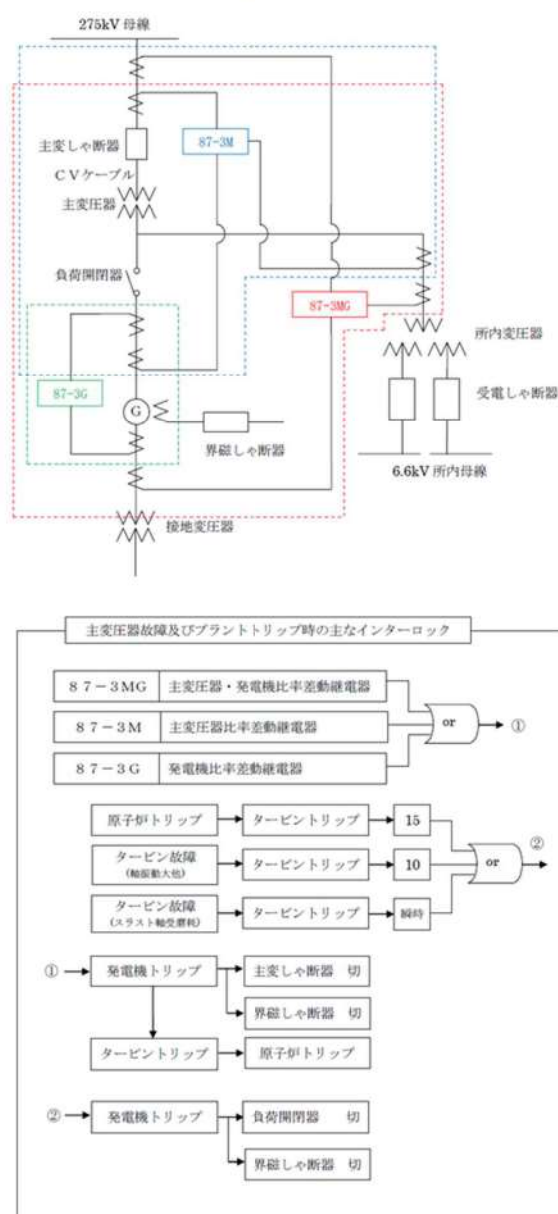 275kV 母線
主変しゃ断器
87-3M
CVケーブル
主変圧器
負荷開閉器
87-3MG
所内変圧器
87-3G
G
受電しゃ断器
界磁しゃ断器
6.6kV 所内母線
接地変圧器
主変圧器故障及びプラントトリップ時の主なインターロック
87-3MG 主変圧器・発電機比率差動継電器
87-3M 主変圧器比率差動継電器
87-3G 発電機比率差動継電器
or
①
原子炉トリップ タービントリップ 15
タービン故障
(軸振動大他)
タービントリップ 10
タービン故障
(スラスト軸受磨耗)
タービントリップ 瞬時
or
②
① 発電機トリップ 主変しゃ断器 切
界磁しゃ断器 切
タービントリップ 原子炉トリップ
② 発電機トリップ 負荷開閉器 切
界磁しゃ断器 切